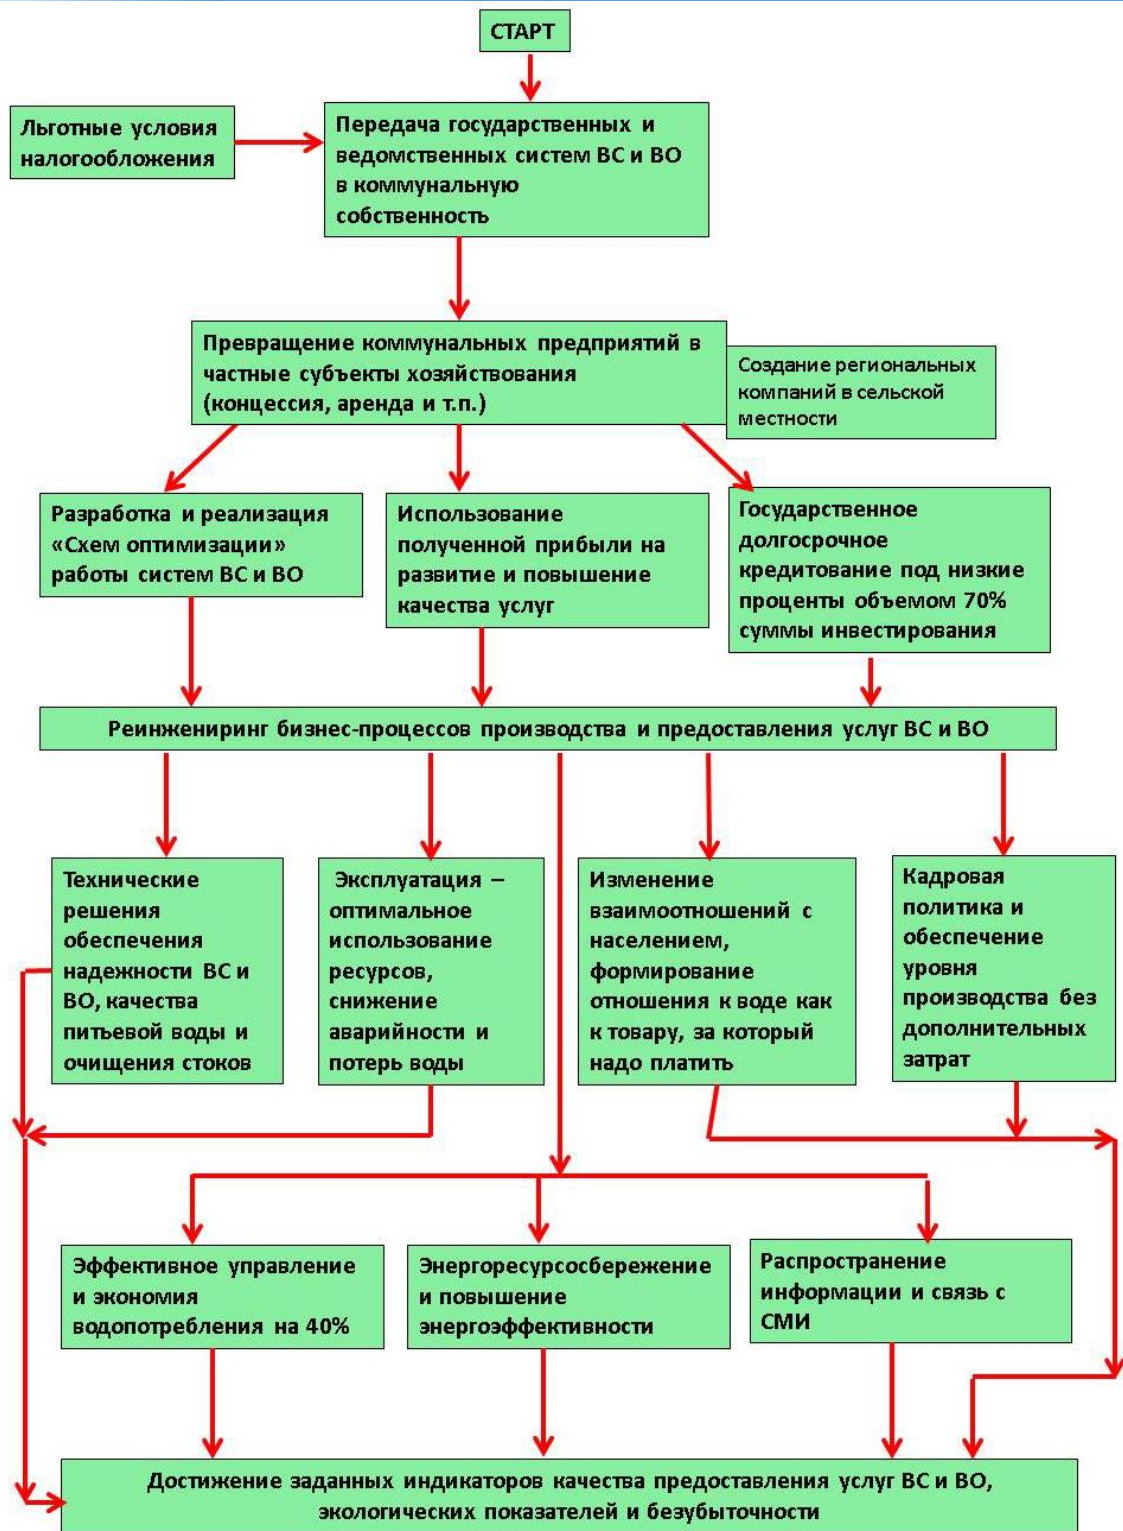 СТАРТ
Льготные условия
налогообложения
Передача государственных и
ведомственных систем ВС и ВО
в коммунальную
собственность
Превращение коммунальных предприятий в
частные субъекты хозяйствования
(концессия, аренда и т.п.)
Создание региональных
компаний в сельской
местности
Разработка и реализация
«Схем оптимизации»
работы систем ВС и ВО
Использование
полученной прибыли на
развитие и повышение
качества услуг
Государственное
долгосрочное
кредитование под низкие
проценты объемом 70%
суммы инвестирования
Реинжениринг бизнес-процессов производства и предоставления услуг ВС и ВО
Технические
решения
обеспечения
надежности ВС и
ВО, качества
питьевой воды и
очищения стоков
Эксплуатация –
оптимальное
использование
ресурсов,
снижение
аварийности и
потерь воды
Изменение
взаимоотношений с
населением,
формирование
отношения к воде как
к товару, за который
надо платить
Кадровая
политика и
обеспечение
уровня
производства без
дополнительных
затрат
Эффективное управление
и экономия
водопотребления на 40%
Энергоресурсосбережение
и повышение
энергоэффективности
Распространение
информации и связь с
СМИ
Достижение заданных индикаторов качества предоставления услуг ВС и ВО,
экологических показателей и безубыточности